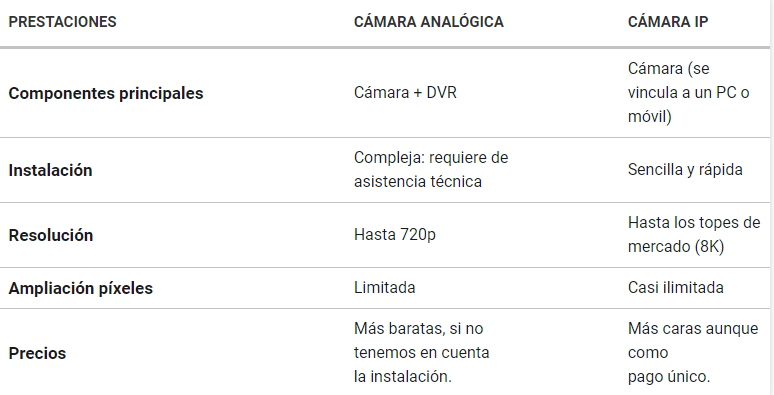 PRESTACIONES CÁMARA ANALÓGICA CÁMARA IP
Componentes principales Cámara + DVR Cámara (se
vincula a un PC o
móvil)
Instalación Compleja: requiere de
asistencia técnica Sencilla y rápida
Resolución Hasta 720p Hasta los topes de
mercado (8K)
Ampliación píxeles Limitada Casi ilimitada
Precios Más baratas, si no
tenemos en cuenta
la instalación. Más caras aunque
como
pago único.